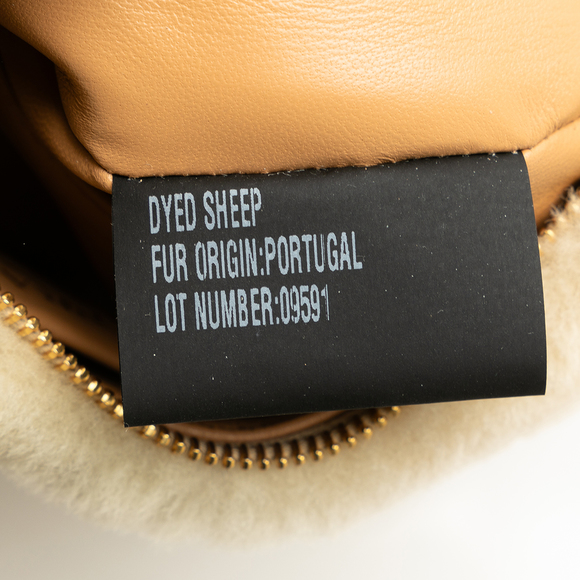 DYED SHEEP
FUR ORIGIN:PORTUGAL
LOT NUMBER:09591